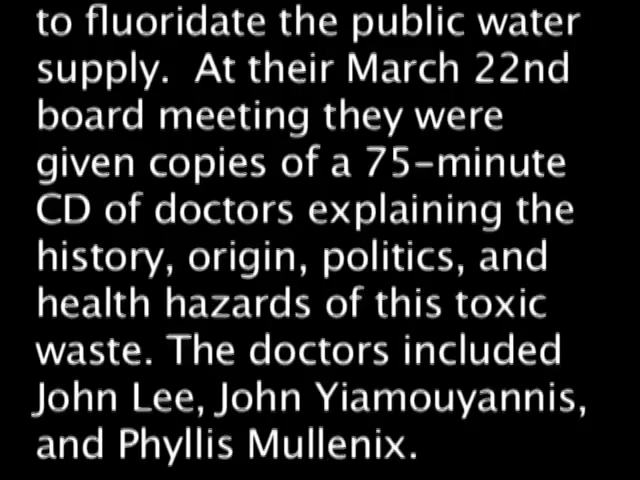 to fluoridate the public water
supply.  At their March 22nd
board meeting they were
given copies of a 75-minute
CD of doctors explaining the
history, origin, politics, and
health hazards of this toxic
waste. The doctors included
John Lee, John Yiamouyannis,
and Phyllis Mullenix.